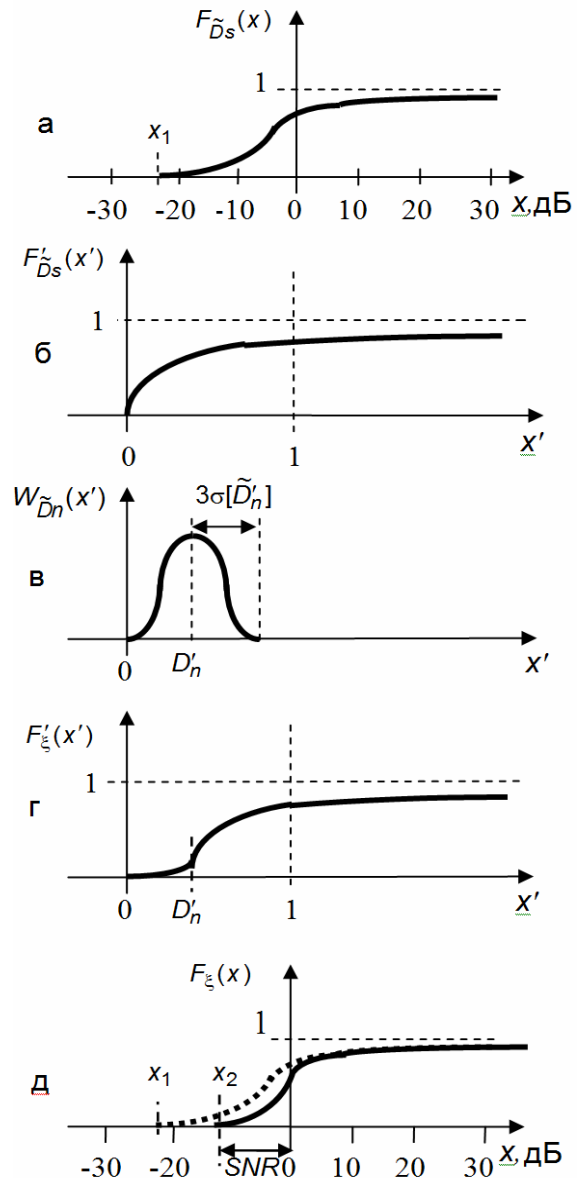 F_D̃s(x)
1
а
x₁
-30 -20 -10 0 10 20 30 x,дБ
F′_D̃s(x′)
1
б
0 1 x′
W_D̃n(x′) 3σ[D̃′n]
в
0 D′n x′
F′_ξ(x′)
1
г
0 D′n 1 x′
F_ξ(x)
1
д
x₁ x₂
-30 -20 SNR 0 10 20 30 x,дБ